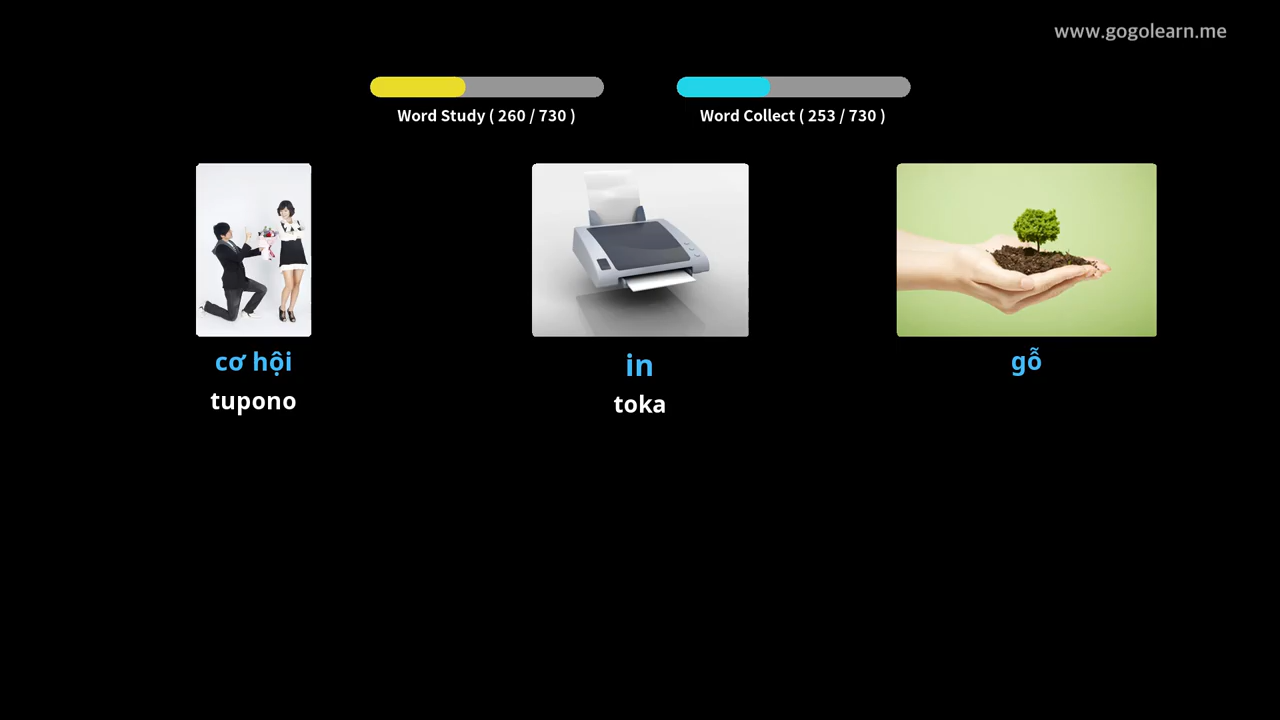 www.gogolearn.me
Word Study ( 260 / 730 )
Word Collect ( 253 / 730 )
cơ hội
tupono
in
toka
gỗ